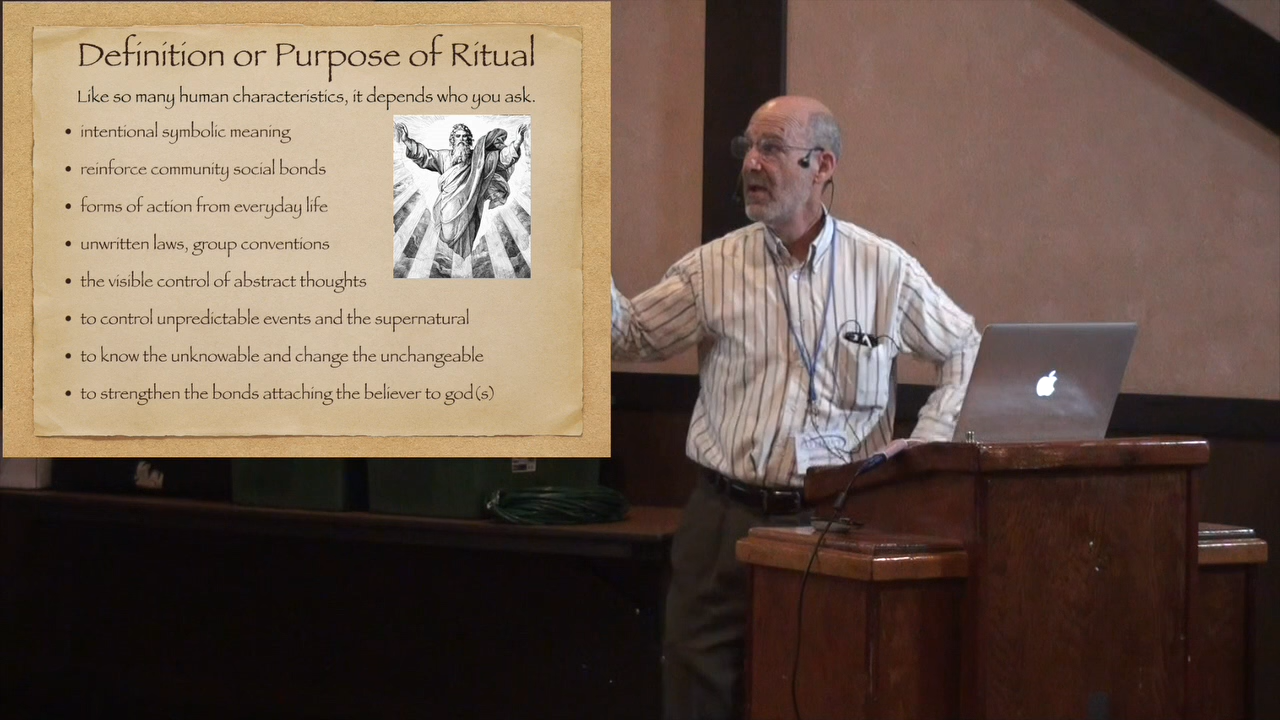 Definition or Purpose of Ritual
Like so many human characteristics, it depends who you ask.
• intentional symbolic meaning
• reinforce community social bonds
• forms of action from everyday life
• unwritten laws, group conventions
• the visible control of abstract thoughts
• to control unpredictable events and the supernatural
• to know the unknowable and change the unchangeable
• to strengthen the bonds attaching the believer to god(s)